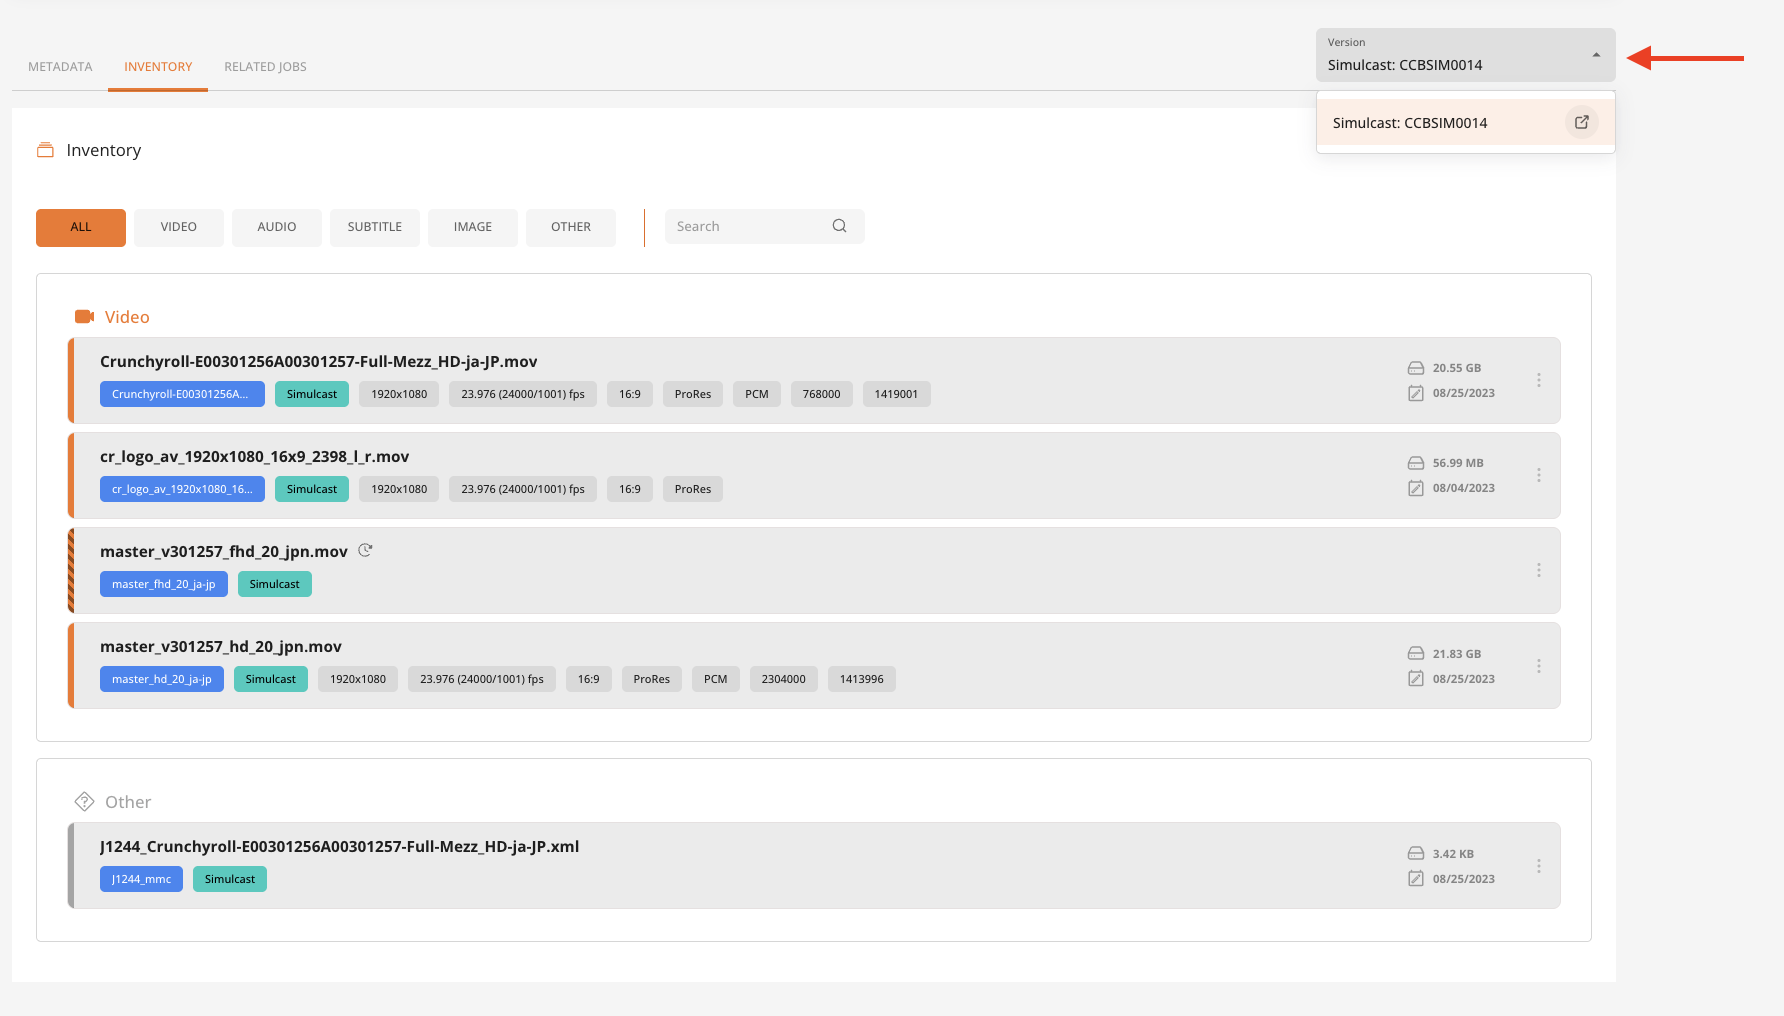 METADATA INVENTORY RELATED JOBS
Version
Simulcast: CCBSIM0014
Simulcast: CCBSIM0014
Inventory
ALL VIDEO AUDIO SUBTITLE IMAGE OTHER Search
Video
Crunchyroll-E00301256A00301257-Full-Mezz_HD-ja-JP.mov
20.55 GB
Crunchyroll-E00301256A... Simulcast 1920x1080 23.976 (24000/1001) fps 16:9 ProRes PCM 768000 1419001
08/25/2023
cr_logo_av_1920x1080_16x9_2398_l_r.mov
56.99 MB
cr_logo_av_1920x1080_16... Simulcast 1920x1080 23.976 (24000/1001) fps 16:9 ProRes
08/04/2023
master_v301257_fhd_20_jpn.mov
master_fhd_20_ja-jp Simulcast
master_v301257_hd_20_jpn.mov
21.83 GB
master_hd_20_ja-jp Simulcast 1920x1080 23.976 (24000/1001) fps 16:9 ProRes PCM 2304000 1413996
08/25/2023
Other
J1244_Crunchyroll-E00301256A00301257-Full-Mezz_HD-ja-JP.xml
3.42 KB
J1244_mmc Simulcast
08/25/2023